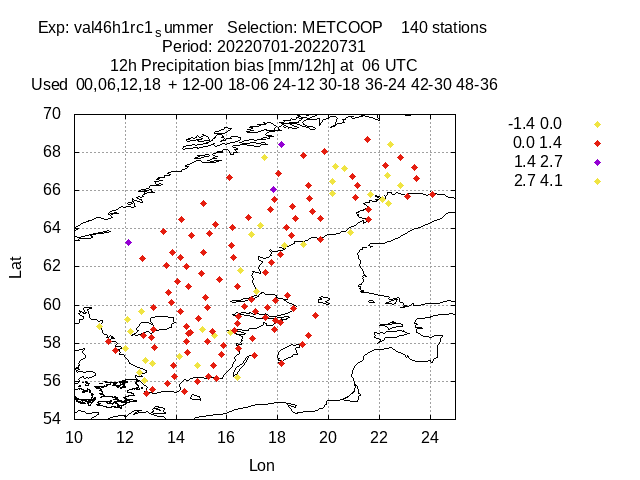 Exp: val46h1rc1summer Selection: METCOOP 140 stations
Period: 20220701-20220731
12h Precipitation bias [mm/12h] at 06 UTC
Used 00,06,12,18 + 12-00 18-06 24-12 30-18 36-24 42-30 48-36
-1.4 0.0
0.0 1.4
1.4 2.7
2.7 4.1
70
68
66
64
62
60
58
56
54
Lat
10 12 14 16 18 20 22 24
Lon